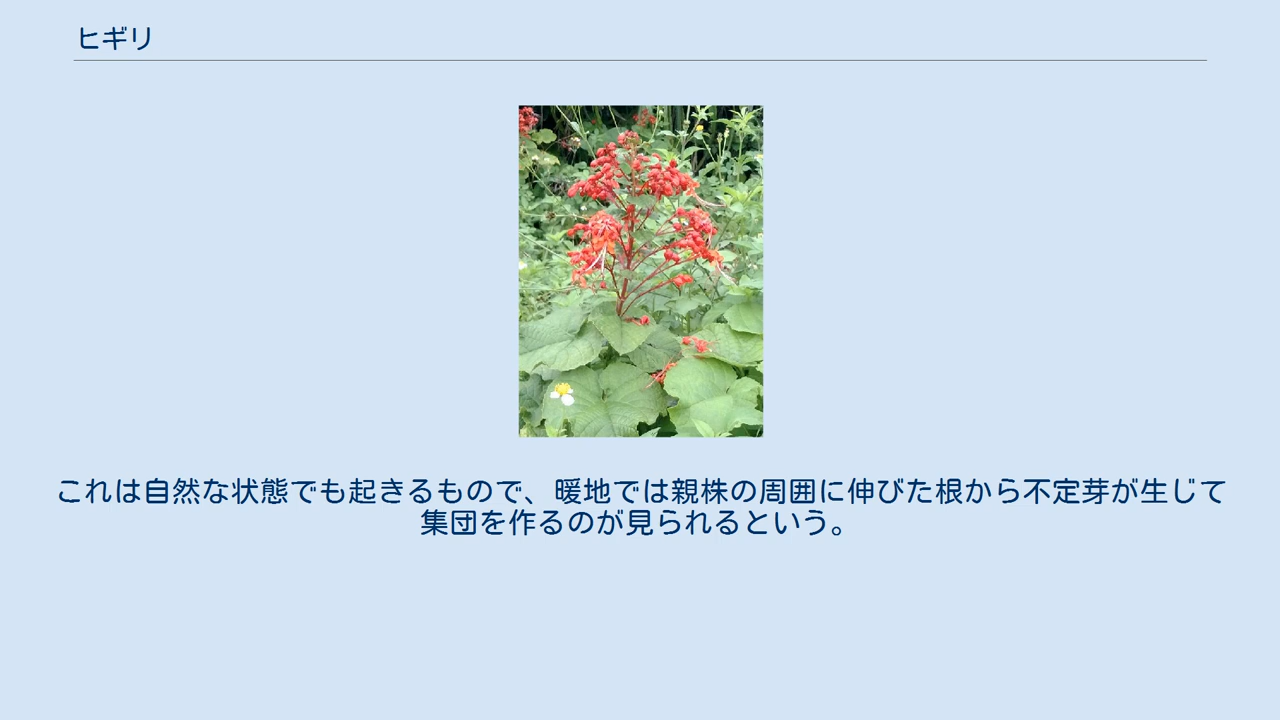 ヒギリ
これは自然な状態でも起きるもので、暖地では親株の周囲に伸びた根から不定芽が生じて
集団を作るのが見られるという。